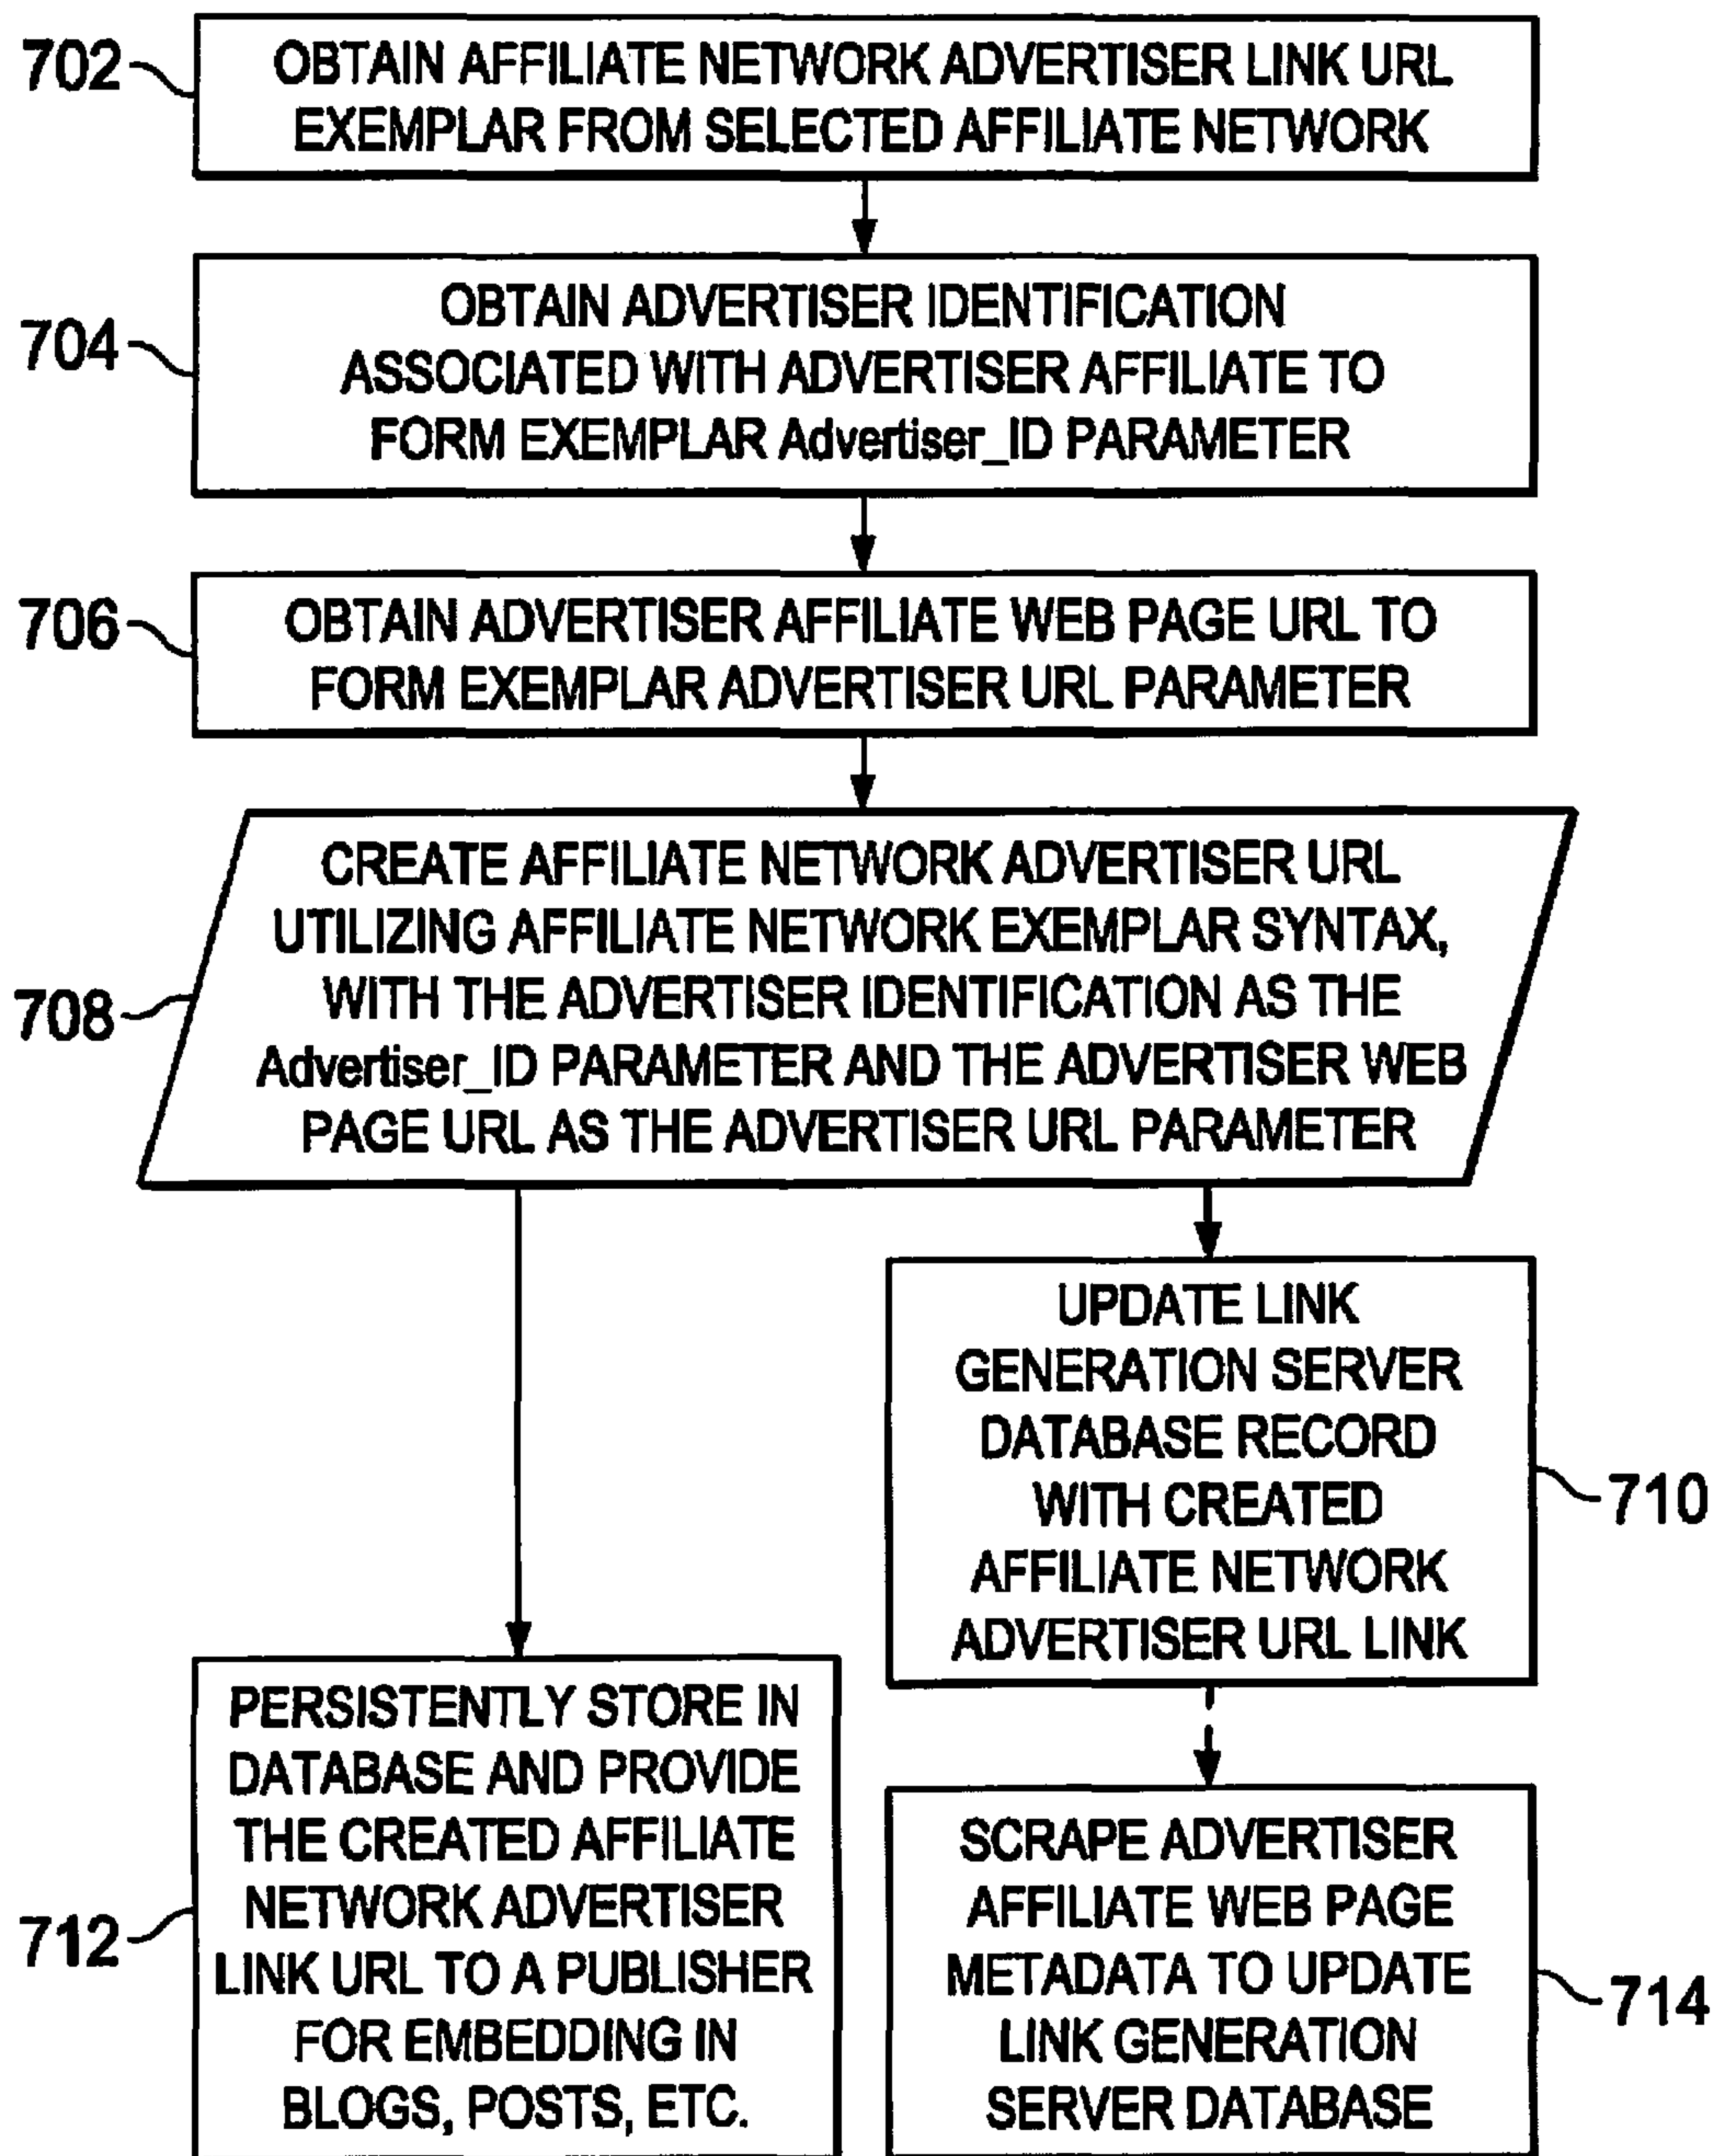 702
OBTAIN AFFILIATE NETWORK ADVERTISER LINK URL
EXEMPLAR FROM SELECTED AFFILIATE NETWORK
704
OBTAIN ADVERTISER IDENTIFICATION
ASSOCIATED WITH ADVERTISER AFFILIATE TO
FORM EXEMPLAR Advertiser_ID PARAMETER
706
OBTAIN ADVERTISER AFFILIATE WEB PAGE URL TO
FORM EXEMPLAR ADVERTISER URL PARAMETER
708
CREATE AFFILIATE NETWORK ADVERTISER URL
UTILIZING AFFILIATE NETWORK EXEMPLAR SYNTAX,
WITH THE ADVERTISER IDENTIFICATION AS THE
Advertiser_ID PARAMETER AND THE ADVERTISER WEB
PAGE URL AS THE ADVERTISER URL PARAMETER
UPDATE LINK
GENERATION SERVER
DATABASE RECORD
WITH CREATED
AFFILIATE NETWORK
ADVERTISER URL LINK
710
712
PERSISTENTLY STORE IN
DATABASE AND PROVIDE
THE CREATED AFFILIATE
NETWORK ADVERTISER
LINK URL TO A PUBLISHER
FOR EMBEDDING IN
BLOGS, POSTS, ETC.
SCRAPE ADVERTISER
AFFILIATE WEB PAGE
METADATA TO UPDATE
LINK GENERATION
SERVER DATABASE
714